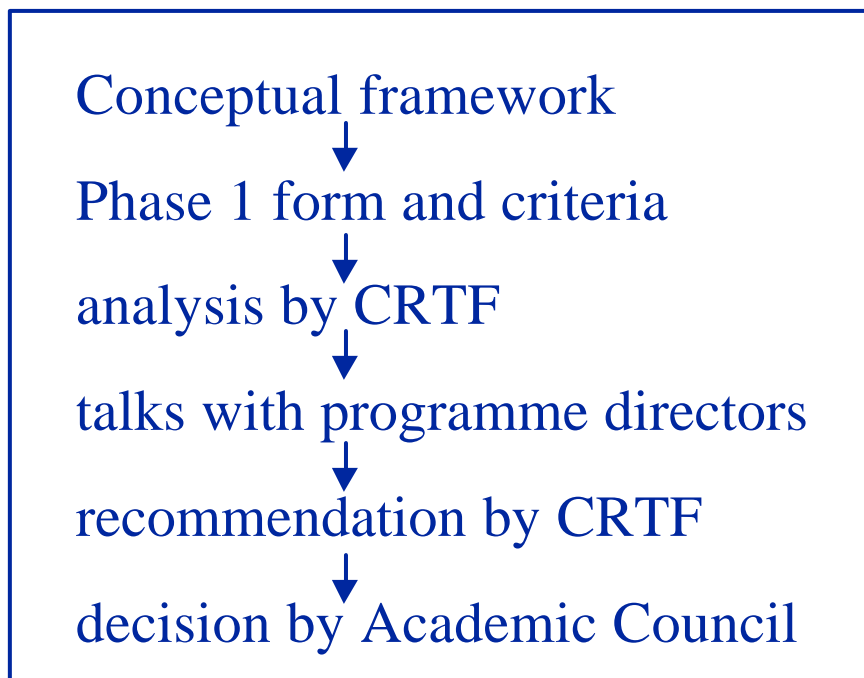 Conceptual framework
Phase 1 form and criteria
analysis by CRTF
talks with programme directors
recommendation by CRTF
decision by Academic Council